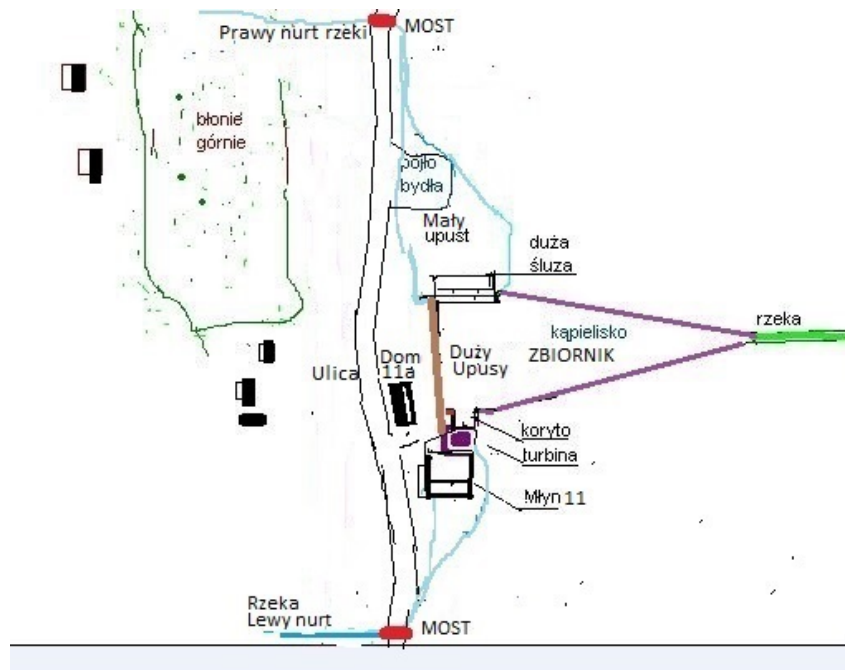 Prawy nurt rzeki
MOST
błonie
górnie
pojło
bydła
Mały
upust
duża
śluza
rzeka
kąpielisko
ZBIORNIK
Duży
Upusy
Dom
11a
Ulica
koryto
turbina
Młyn 11
Rzeka
Lewy nurt
MOST